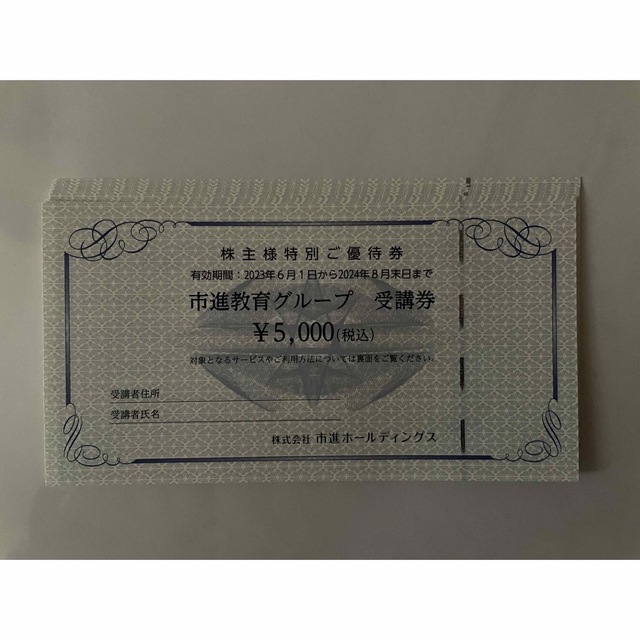 株主様特別ご優待券
有効期間：2023年6月1日から2024年8月末日まで
市進教育グループ　受講券
￥5,000(税込)
対象となるサービスやご利用方法については裏面をご覧ください。
受講者住所
受講者氏名
株式会社 市進ホールディングス